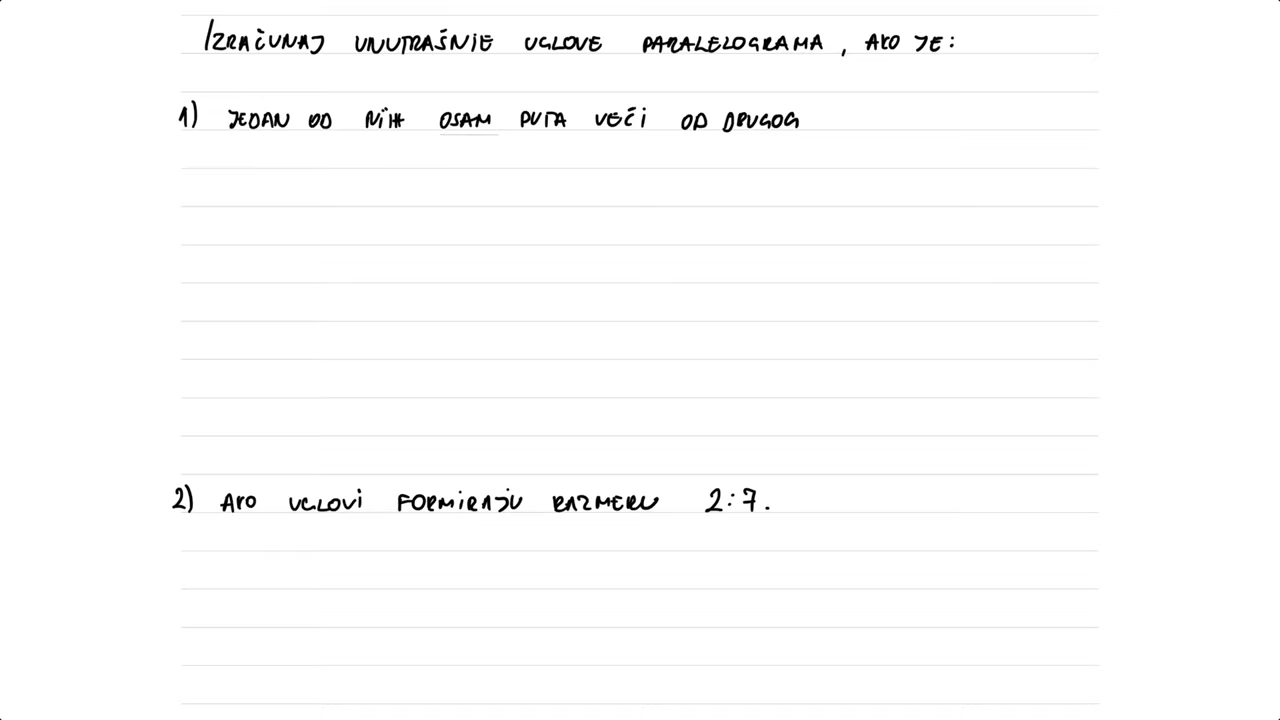 IZRAČUNAJ UNUTRAŠNJE UGLOVE PARALELOGRAMA, AKO JE:
1) JEDAN OD NJIH OSAM PUTA VEĆI OD DRUGOG
2) AKO UGLOVI FORMIRAJU RAZMERU 2:7.